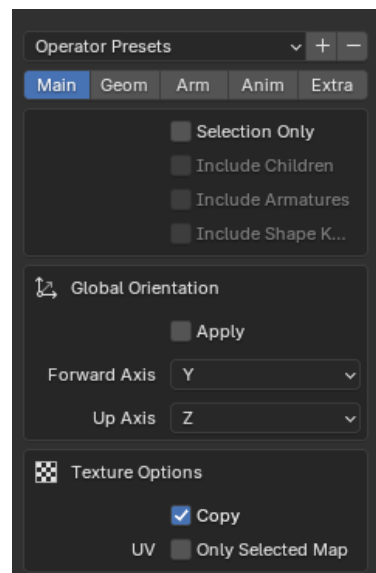 Operator Presets
Main Geom Arm Anim Extra
Selection Only
Include Children
Include Armatures
Include Shape K...
Global Orientation
Apply
Forward Axis Y
Up Axis Z
Texture Options
Copy
UV Only Selected Map